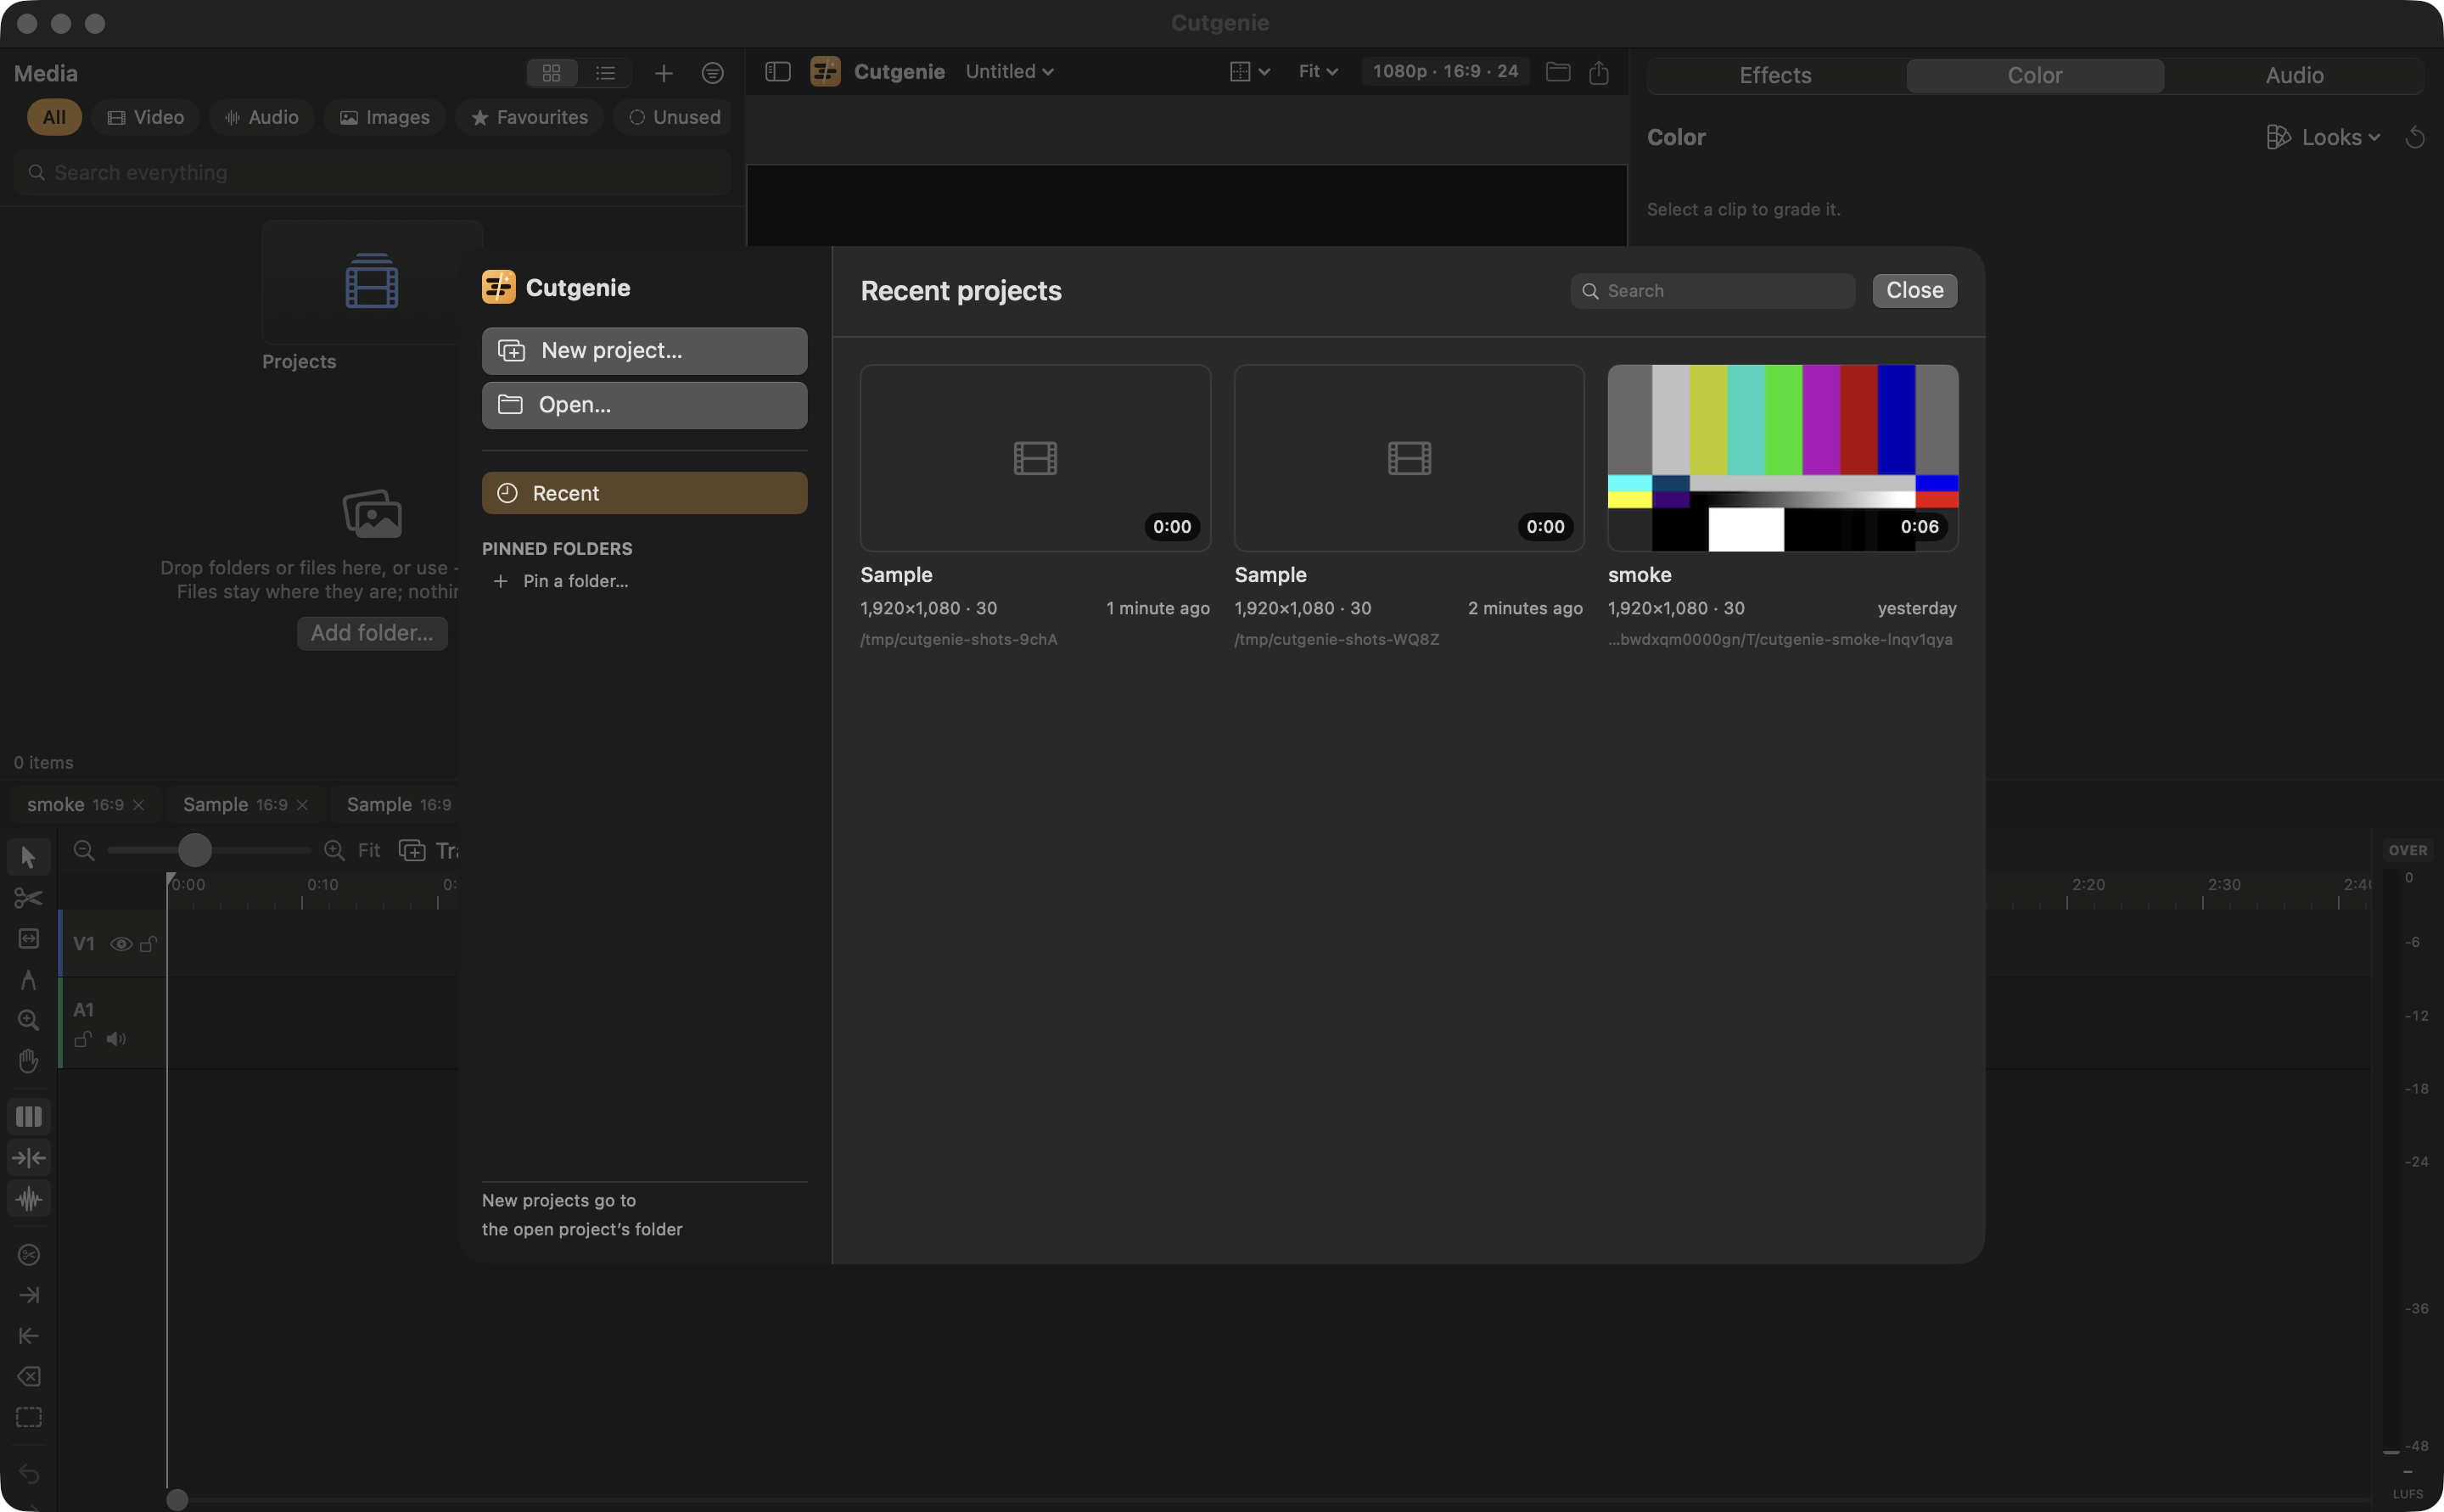 Cutgenie
Media
All
Video
Audio
Images
Favourites
Unused
Search everything
Projects
Drop folders or files here, or use
Files stay where they are;
Add folder...
0 items
Cutgenie
Untitled
Fit
1080p · 16:9 · 24
Effects
Color
Audio
Color
Looks
Select a clip to grade it.
Cutgenie
New project...
Open...
Recent
PINNED FOLDERS
Pin a folder...
New projects go to
the open project’s folder
Recent projects
Search
Close
0:00
Sample
1,920×1,080 · 30
1 minute ago
/tmp/cutgenie-shots-9chA
0:00
Sample
1,920×1,080 · 30
2 minutes ago
/tmp/cutgenie-shots-WQ8Z
0:06
smoke
1,920×1,080 · 30
yesterday
smoke 16:9
Sample 16:9
Sample 16:9
Fit
0:00
0:10
2:20
2:30
V1
A1
OVER
0
-6
-12
-18
-24
-36
-48
LUFS